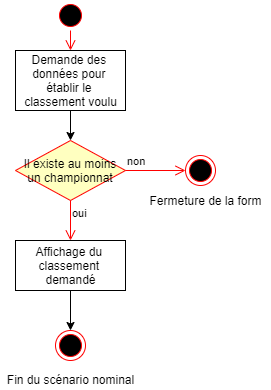 Demande des
données pour
établir le
classement voulu
Il existe au moins
un championnat
non
Fermeture de la form
oui
Affichage du
classement
demandé
Fin du scénario nominal